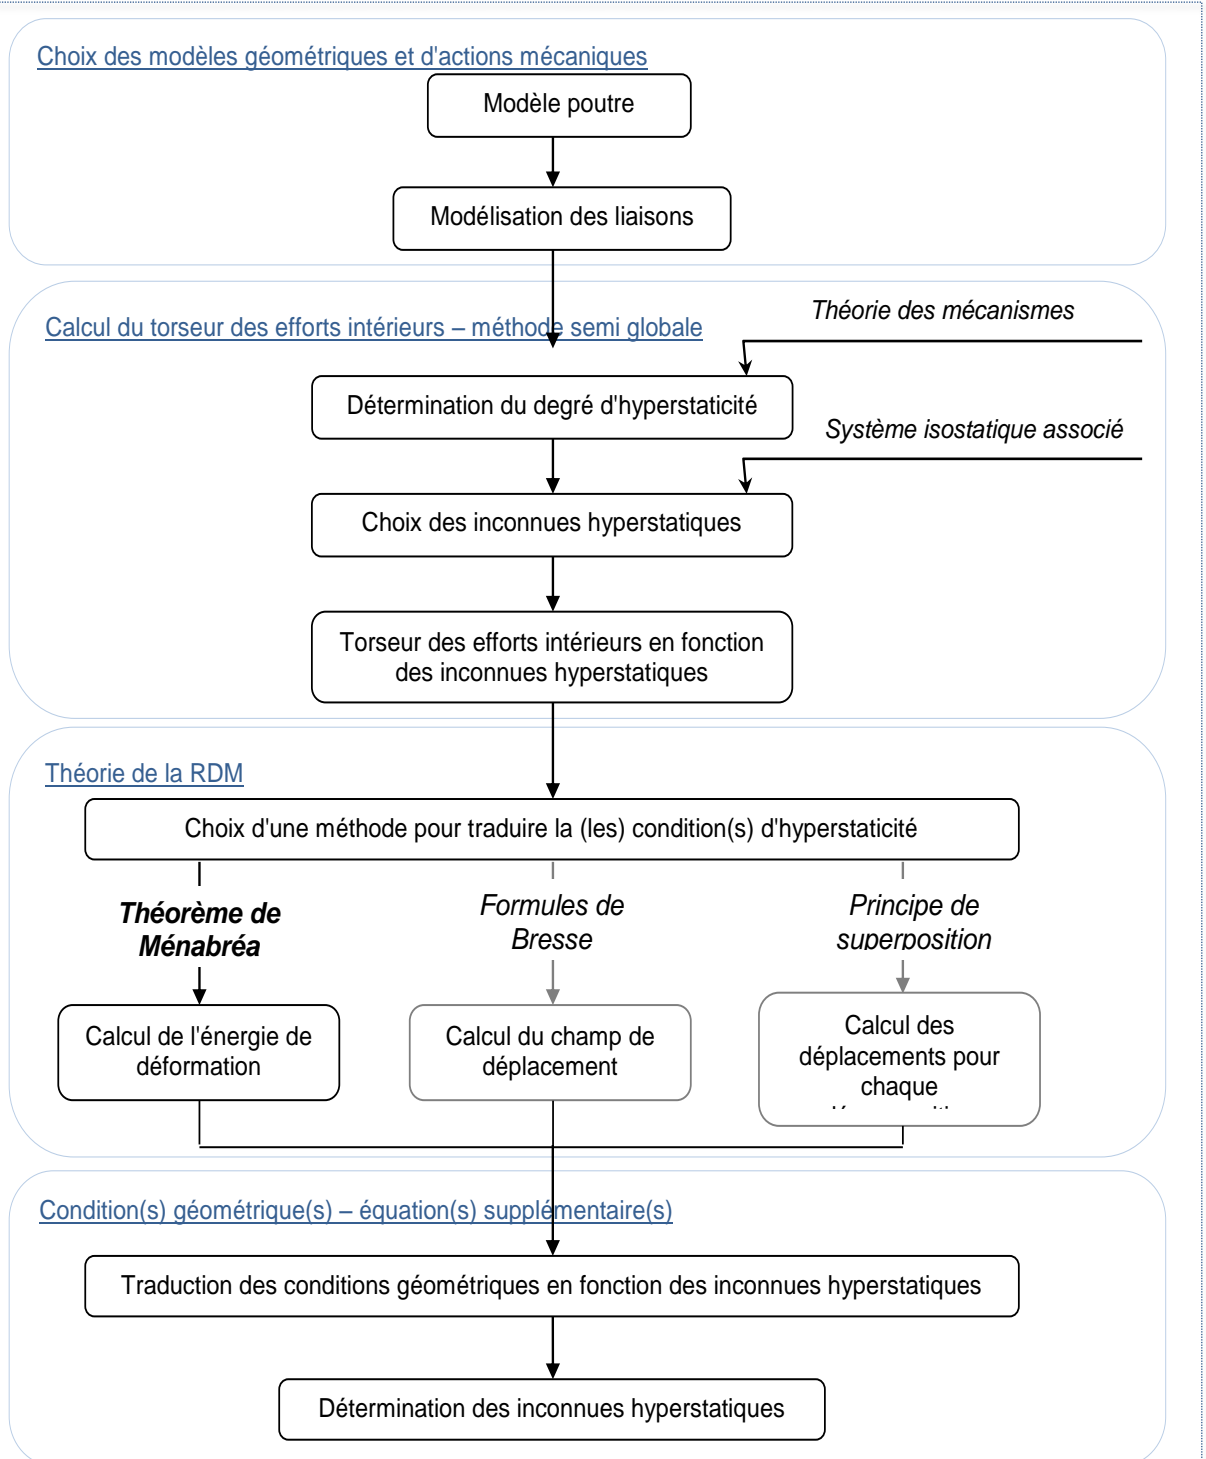 Choix des modèles géométriques et d'actions mécaniques
Modèle poutre
Modélisation des liaisons
Théorie des mécanismes
Calcul du torseur des efforts intérieurs – méthode semi globale
Détermination du degré d'hyperstaticité
Système isostatique associé
Choix des inconnues hyperstatiques
Torseur des efforts intérieurs en fonction
des inconnues hyperstatiques
Théorie de la RDM
Choix d'une méthode pour traduire la (les) condition(s) d'hyperstaticité
Théorème de
Ménabréa
Formules de
Bresse
Principe de
superposition
Calcul de l'énergie de
déformation
Calcul du champ de
déplacement
Calcul des
déplacements pour
chaque
Condition(s) géométrique(s) – équation(s) supplémentaire(s)
Traduction des conditions géométriques en fonction des inconnues hyperstatiques
Détermination des inconnues hyperstatiques